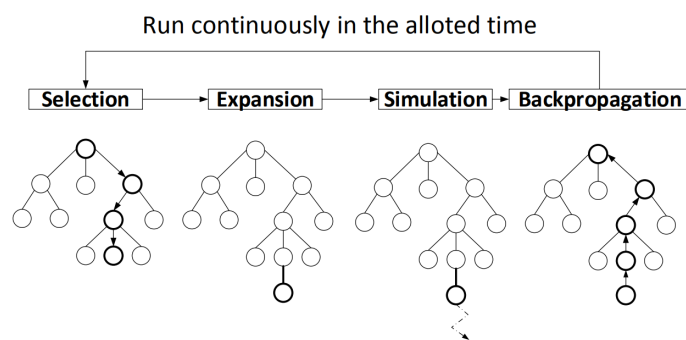 Run continuously in the alloted time
Selection
Expansion
Simulation
Backpropagation